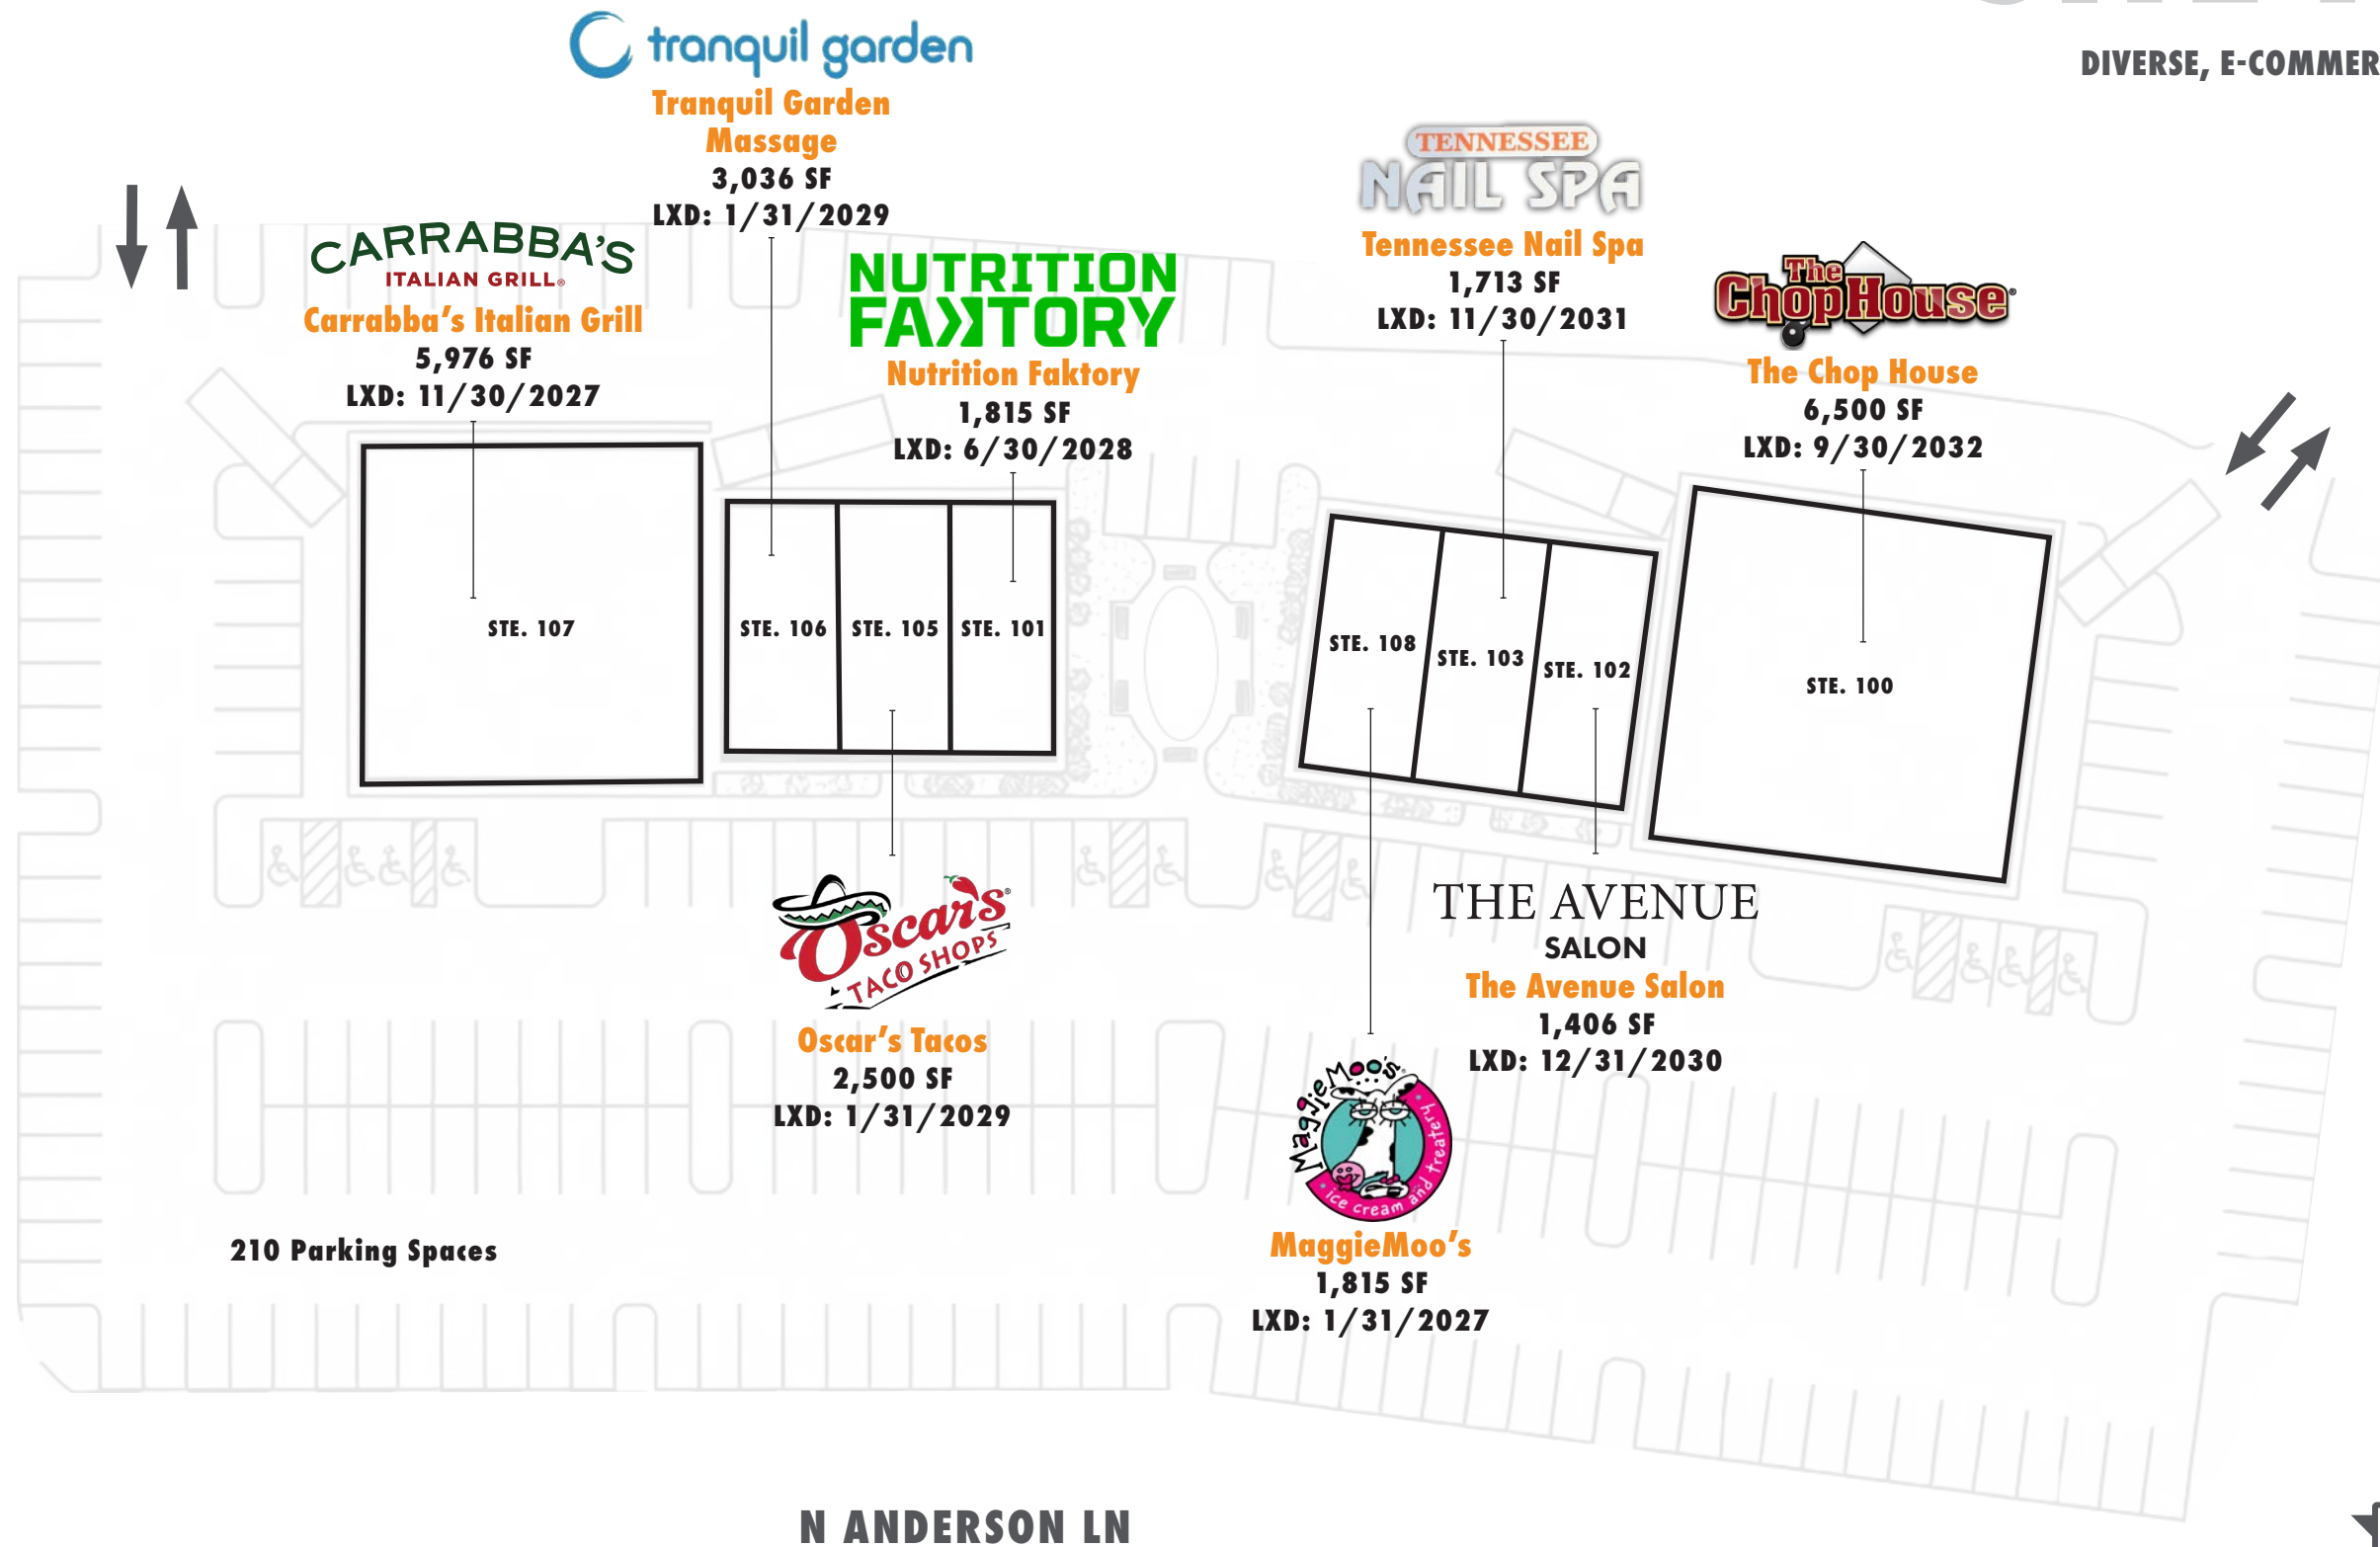 DIVERSE, E-COMMER
tranquil garden
Tranquil Garden
Massage
3,036 SF
LXD: 1/31/2029
CARRABBA'S
ITALIAN GRILL®
Carrabba's Italian Grill
5,976 SF
LXD: 11/30/2027
NUTRITION
FAKTORY
Nutrition Faktory
1,815 SF
LXD: 6/30/2028
TENNESSEE
NAIL SPA
Tennessee Nail Spa
1,713 SF
LXD: 11/30/2031
The
ChopHouse®
The Chop House
6,500 SF
LXD: 9/30/2032
STE. 107
STE. 106
STE. 105
STE. 101
STE. 108
STE. 103
STE. 102
STE. 100
Oscar's®
TACO SHOPS
Oscar's Tacos
2,500 SF
LXD: 1/31/2029
THE AVENUE
SALON
The Avenue Salon
1,406 SF
LXD: 12/31/2030
MaggieMoo's
ice cream and treatery
MaggieMoo's
1,815 SF
LXD: 1/31/2027
210 Parking Spaces
N ANDERSON LN